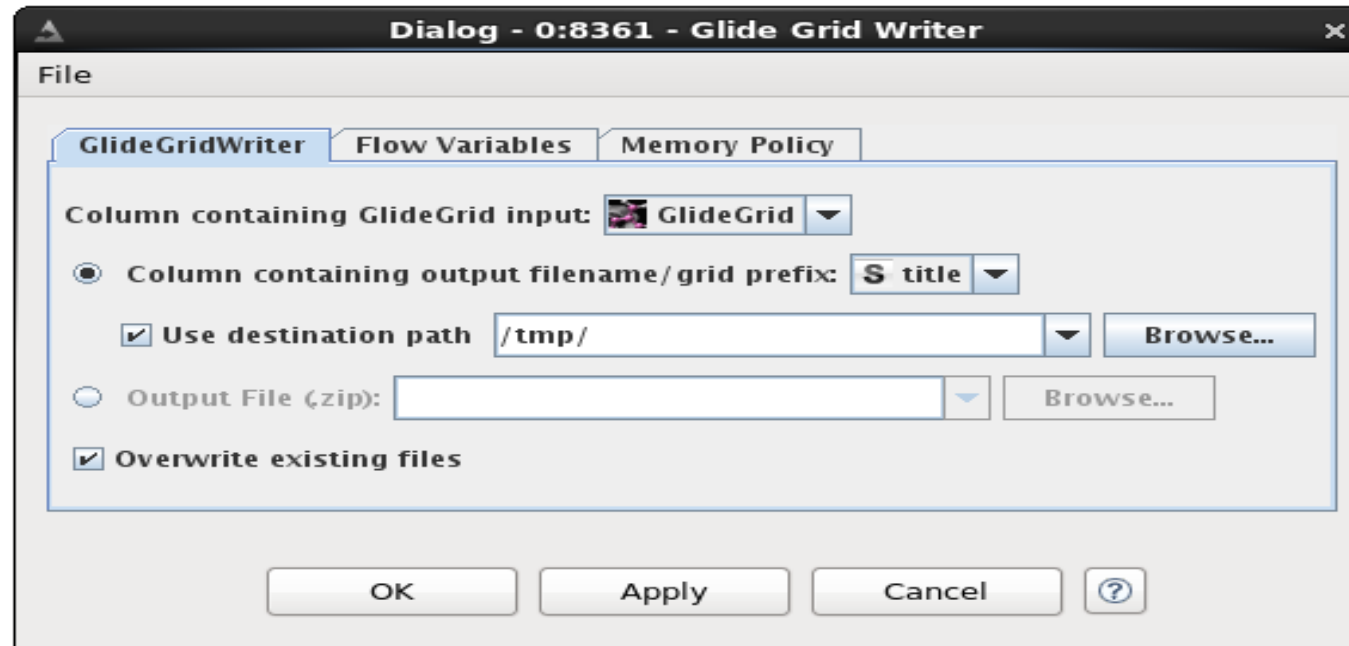 Dialog - 0:8361 - Glide Grid Writer
File
GlideGridWriter Flow Variables Memory Policy
Column containing GlideGrid input: GlideGrid
Column containing output filename/grid prefix: S title
Use destination path /tmp/ Browse...
Output File (.zip): Browse...
Overwrite existing files
OK Apply Cancel ?